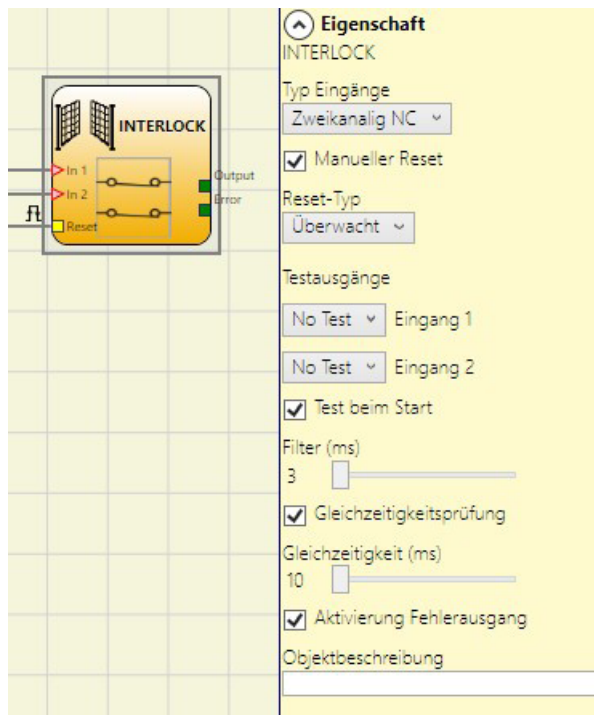 INTERLOCK
In 1
In 2
Reset
Output
Error
Eigenschaft
INTERLOCK
Typ Eingänge
Zweikanalig NC
Manueller Reset
Reset-Typ
Überwacht
Testausgänge
No Test Eingang 1
No Test Eingang 2
Test beim Start
Filter (ms)
3
Gleichzeitigkeitsprüfung
Gleichzeitigkeit (ms)
10
Aktivierung Fehlerausgang
Objektbeschreibung